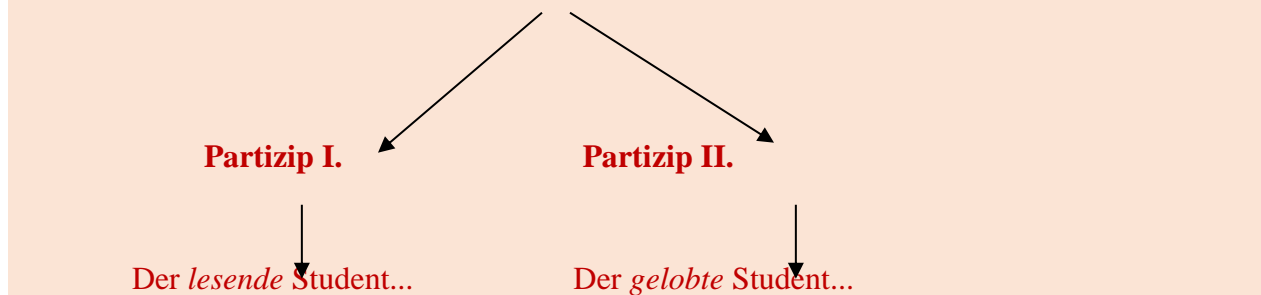 Partizip I. Partizip II.
Der lesende Student... Der gelobte Student...